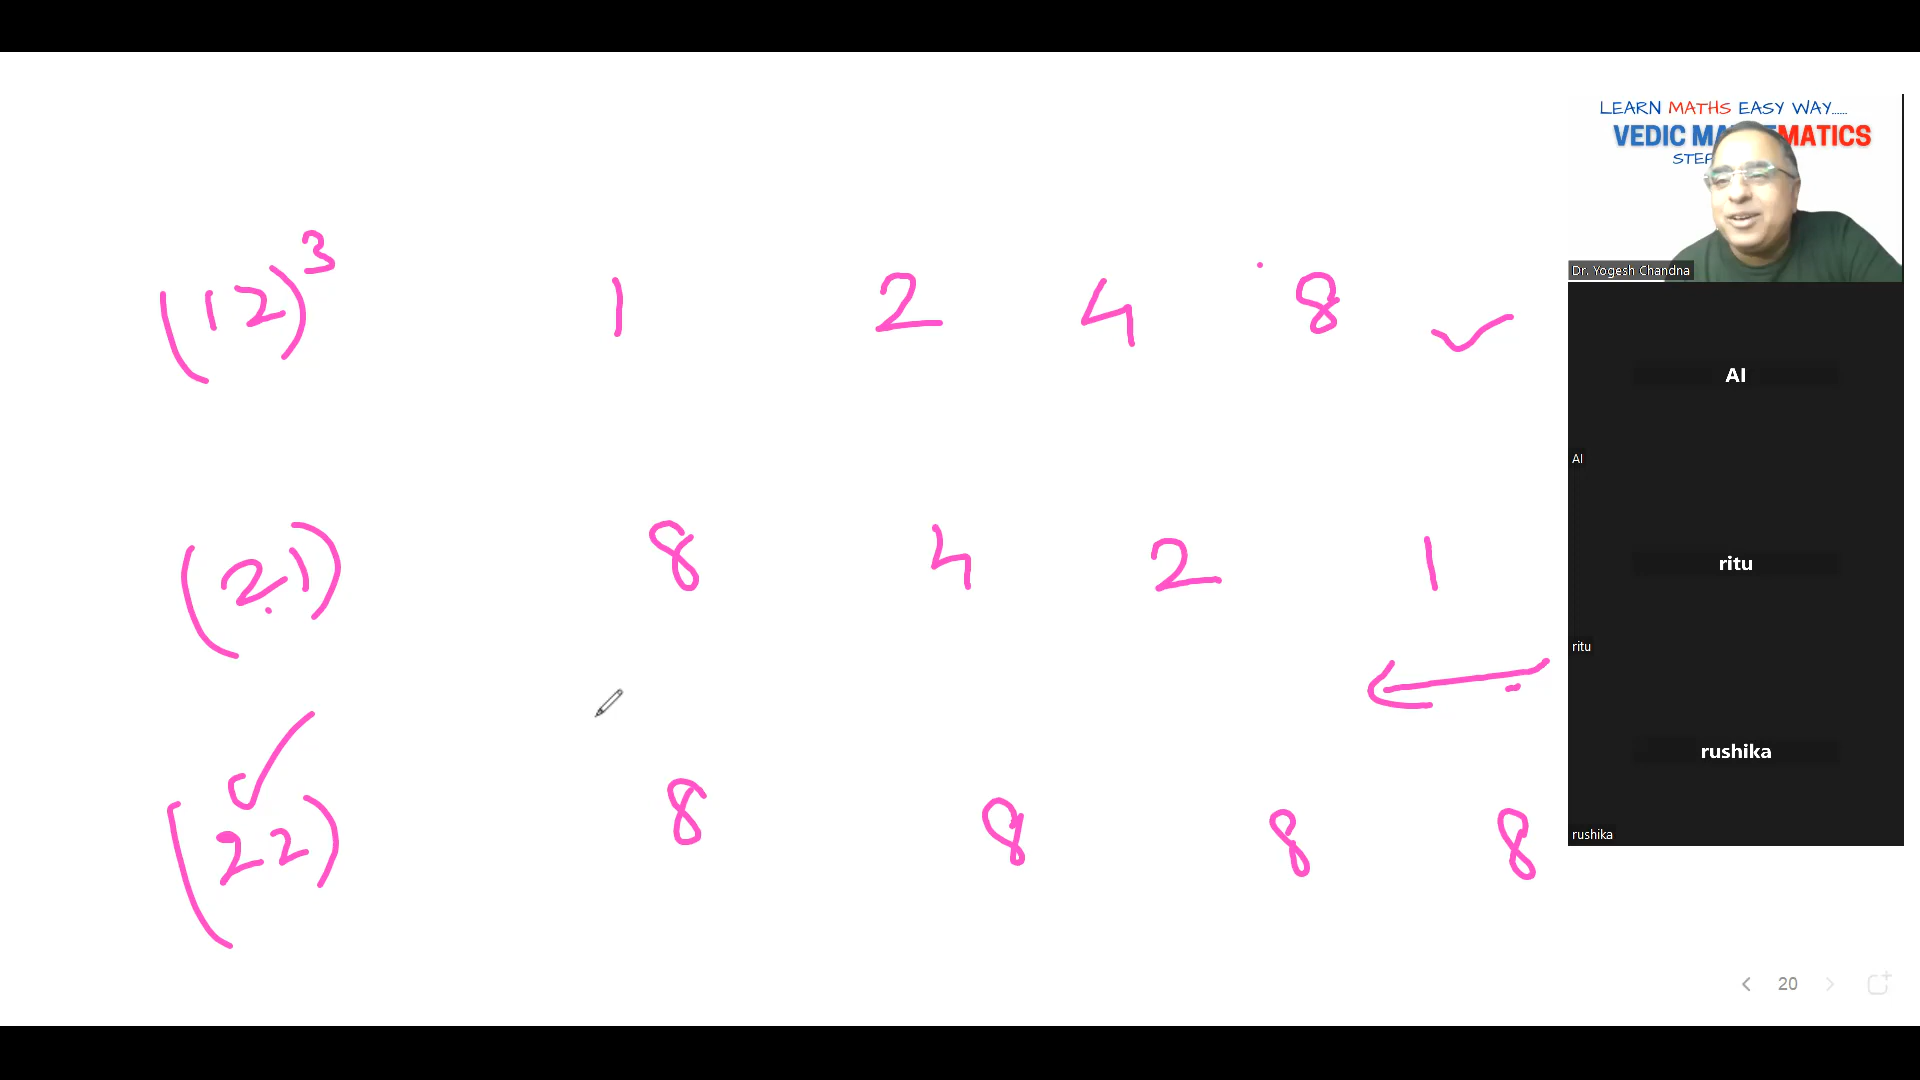 LEARN MATHS EASY WAY......
VEDIC MATICS
STEP
Dr. Yogesh Chandna
(12)³ 1 2 4 8 ✓
AI
AI
(21) 8 4 2 1
ritu
ritu
←
✓
rushika
rushika
(22) 8 8 8 8
20